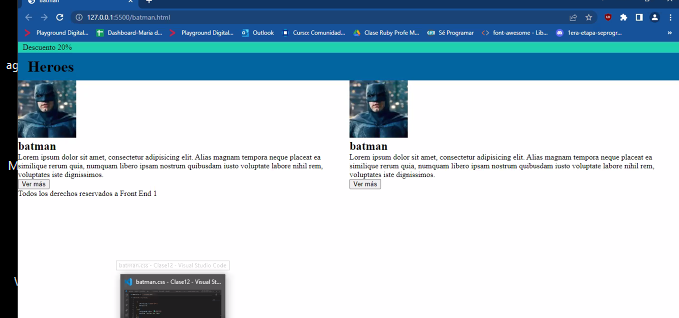 Batman
127.0.0.1:5500/batman.html
Playground Digital... Dashboard-Maria d... Playground Digital... Outlook Curso: Comunidad... Clase Ruby Profe M... Sé Programar font-awesome - Lib... 1era-etapa-seprogr... »
Descuento 20%
Heroes
batman
Lorem ipsum dolor sit amet, consectetur adipisicing elit. Alias magnam tempora neque placeat ea
similique rerum quia, numquam libero ipsam nostrum quibusdam iusto voluptate labore nihil rem,
voluptates iste dignissimos.
Ver más
batman
Lorem ipsum dolor sit amet, consectetur adipisicing elit. Alias magnam tempora neque placeat ea
similique rerum quia, numquam libero ipsam nostrum quibusdam iusto voluptate labore nihil rem,
voluptates iste dignissimos.
Ver más
Todos los derechos reservados a Front End 1
batman.css - Clase12 - Visual Studio Code
batman.css - Clase12 - Visual St...